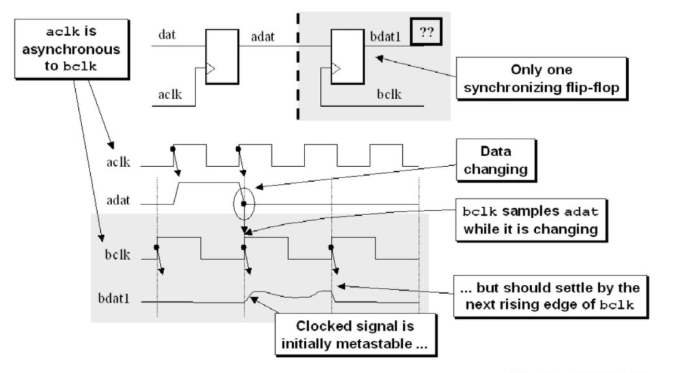 aclk is
asynchronous
to bclk
dat
adat
bdat1
??
aclk
bclk
Only one
synchronizing flip-flop
aclk
Data
changing
adat
bclk samples adat
while it is changing
bclk
... but should settle by the
next rising edge of bclk
bdat1
Clocked signal is
initially metastable ...